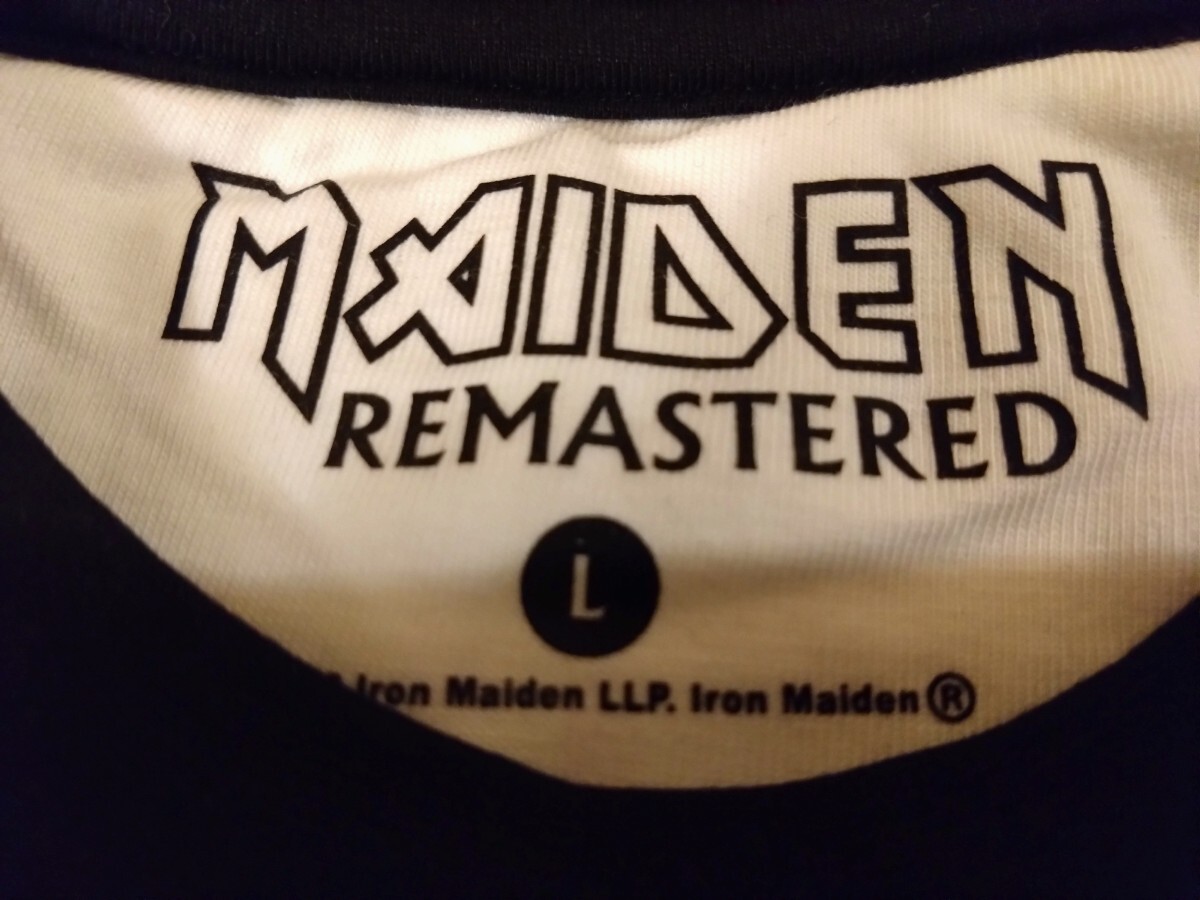 MAIDEN
REMASTERED
L
Iron Maiden LLP. Iron Maiden®